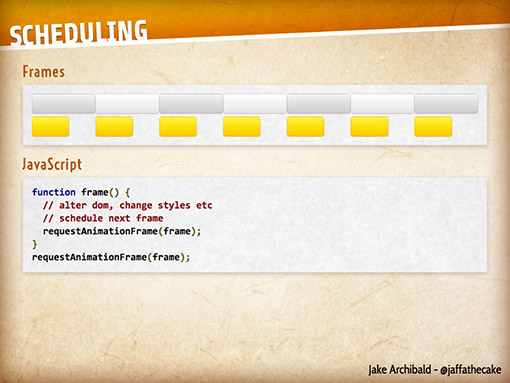 SCHEDULING
Frames
JavaScript
function frame() {
// alter dom, change styles etc
// schedule next frame
requestAnimationFrame(frame);
}
requestAnimationFrame(frame);
Jake Archibald - @jaffathecake